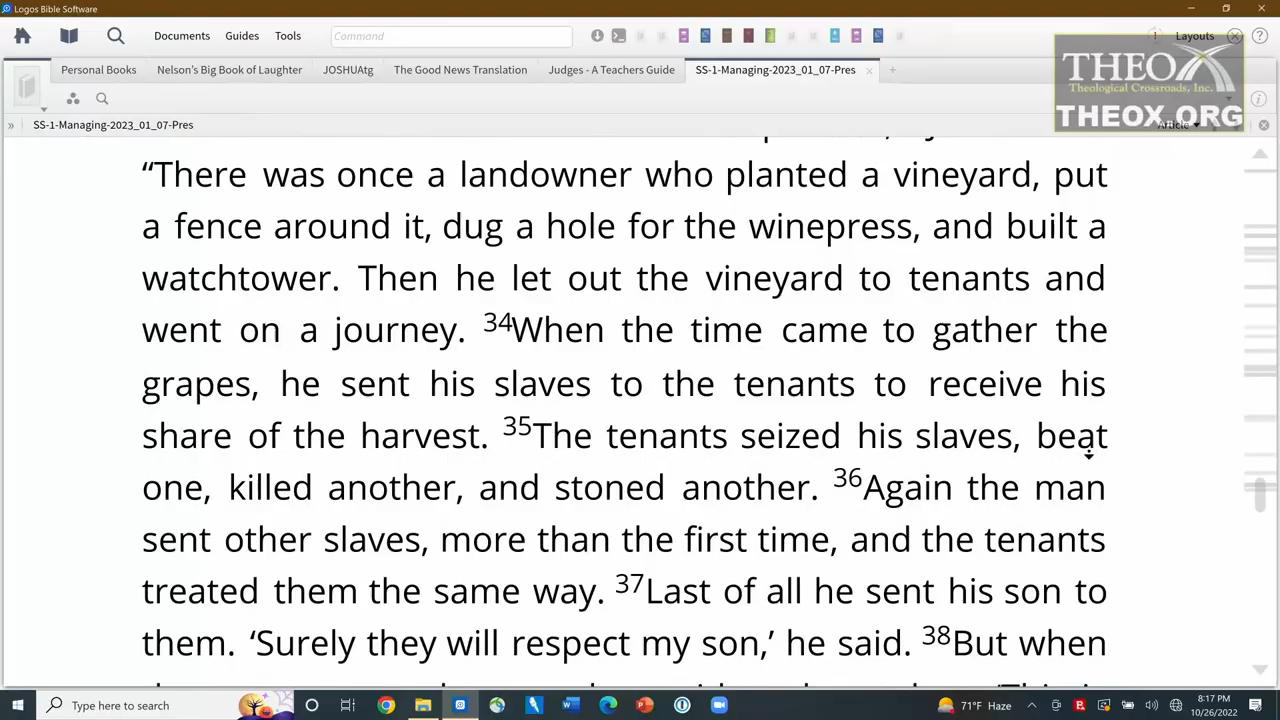 Logos Bible Software
Documents Guides Tools Command Layouts
Personal Books Nelson's Big Book of Laughter JOSHUAtg The Good News Translation Judges - A Teachers Guide SS-1-Managing-2023_01_07-Pres
THEOX
Theological Crossroads, Inc.
THEOX.ORG
SS-1-Managing-2023_01_07-Pres Article
“There was once a landowner who planted a vineyard, put
a fence around it, dug a hole for the winepress, and built a
watchtower. Then he let out the vineyard to tenants and
went on a journey. 34When the time came to gather the
grapes, he sent his slaves to the tenants to receive his
share of the harvest. 35The tenants seized his slaves, beat
one, killed another, and stoned another. 36Again the man
sent other slaves, more than the first time, and the tenants
treated them the same way. 37Last of all he sent his son to
them. ‘Surely they will respect my son,’ he said. 38But when
Type here to search
71°F Haze
8:17 PM
10/26/2022